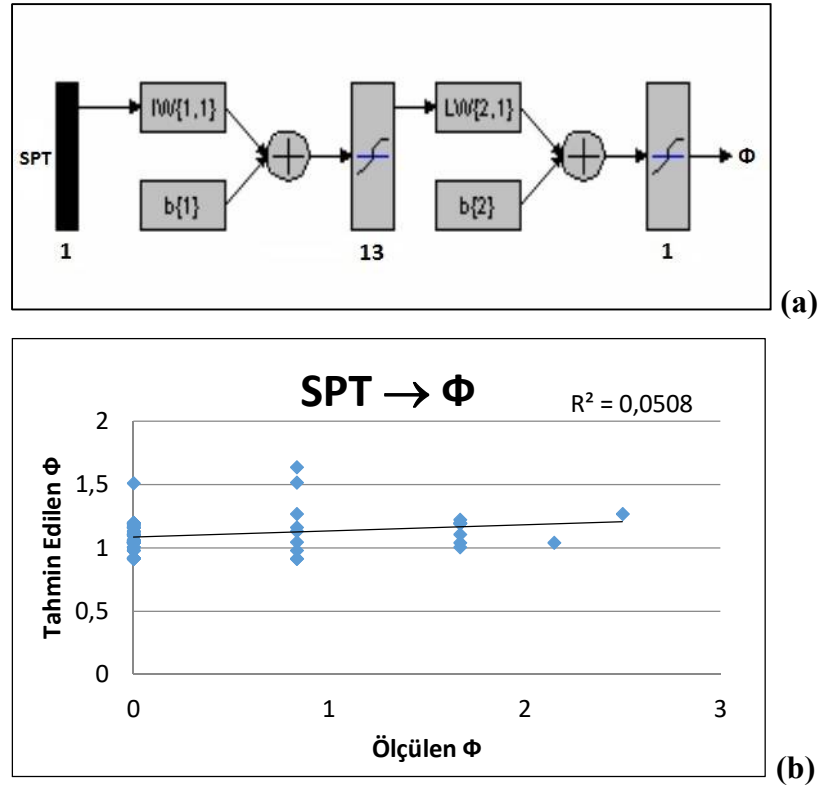 IW{1,1}
LW{2,1}
SPT
Φ
b{1}
b{2}
1
13
1
(a)
SPT → Φ
R² = 0,0508
Tahmin Edilen Φ
2
1,5
1
0,5
0
0
1
2
3
Ölçülen Φ
(b)